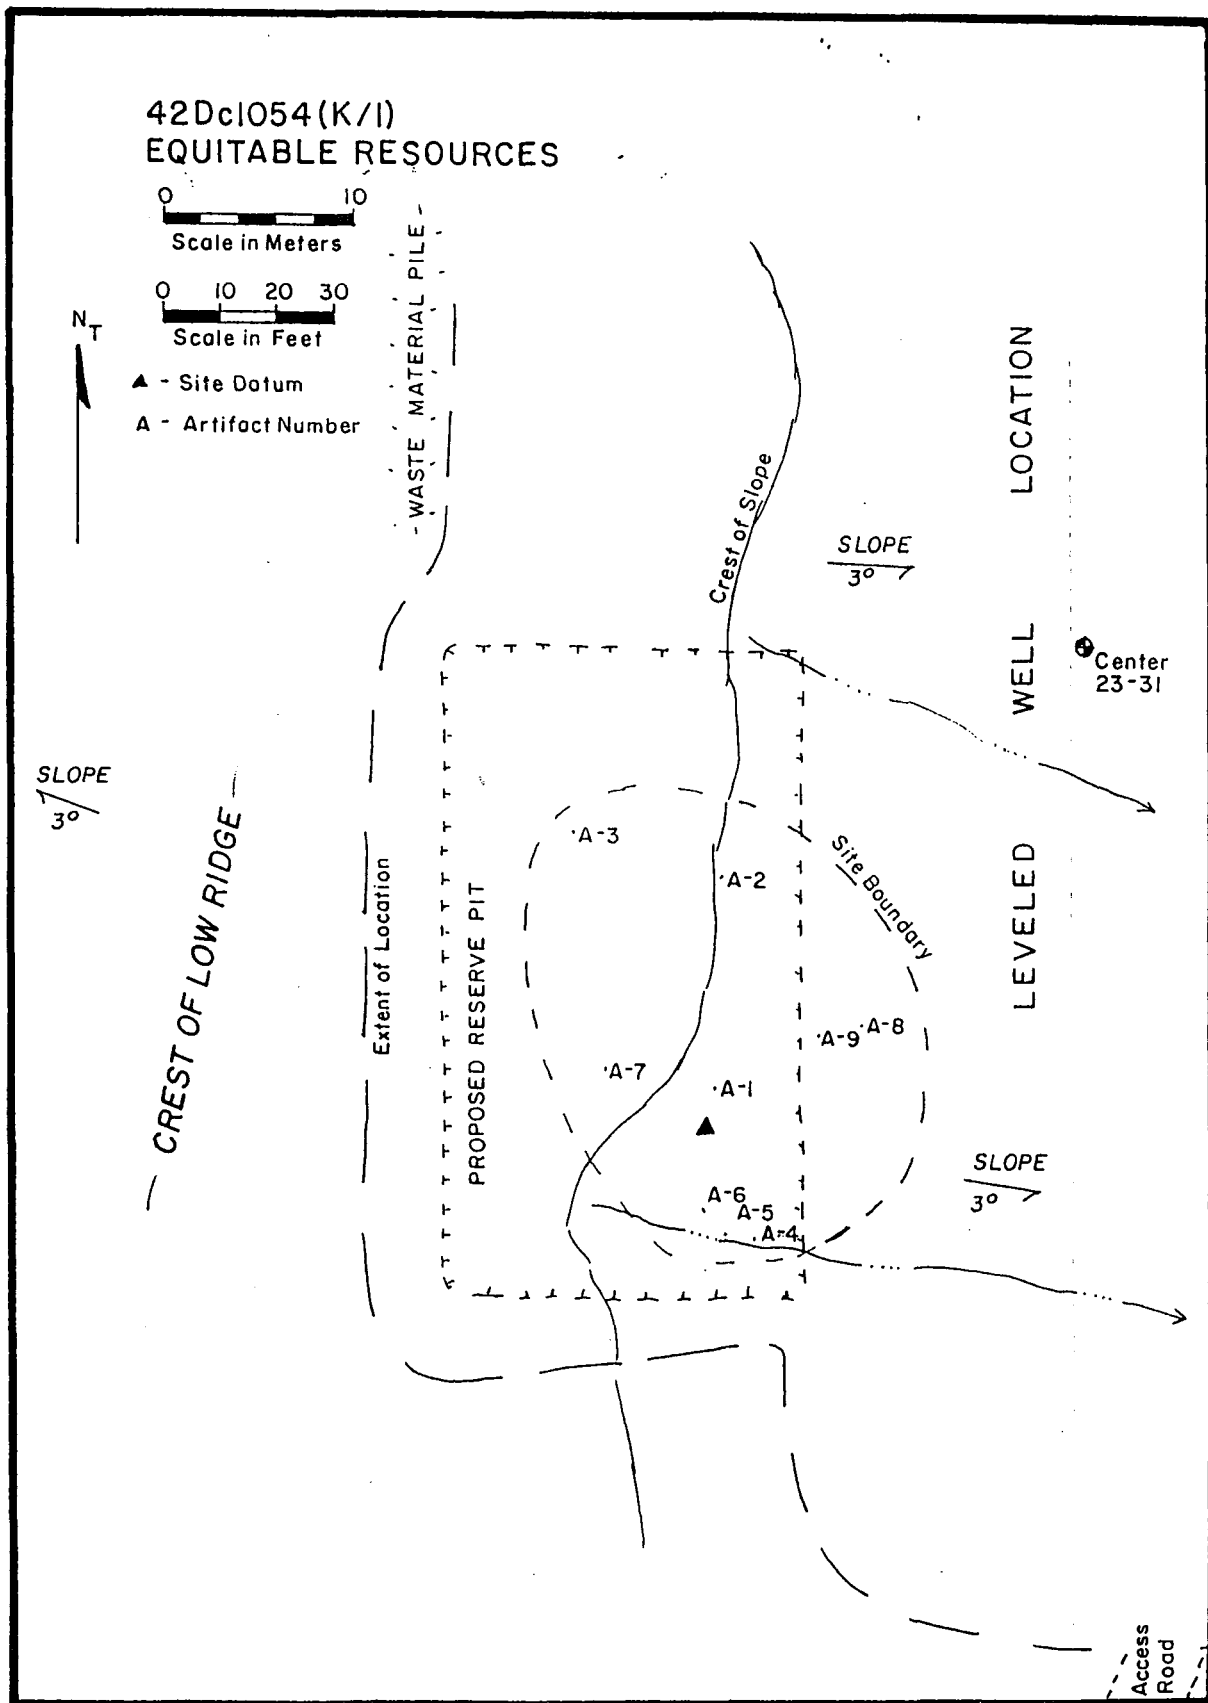 42Dc1054(K/1)
EQUITABLE RESOURCES
0 10
Scale in Meters
0 10 20 30
Scale in Feet
NT
▲ - Site Datum
A - Artifact Number
-WASTE MATERIAL PILE-
Crest of Slope
SLOPE
3°
LEVELED WELL LOCATION
Center
23-31
SLOPE
3°
CREST OF LOW RIDGE
Extent of Location
PROPOSED RESERVE PIT
A-3
A-2
Site Boundary
A-9
A-8
A-7
A-1
A-6
A-5
A-4
SLOPE
3°
Access
Road